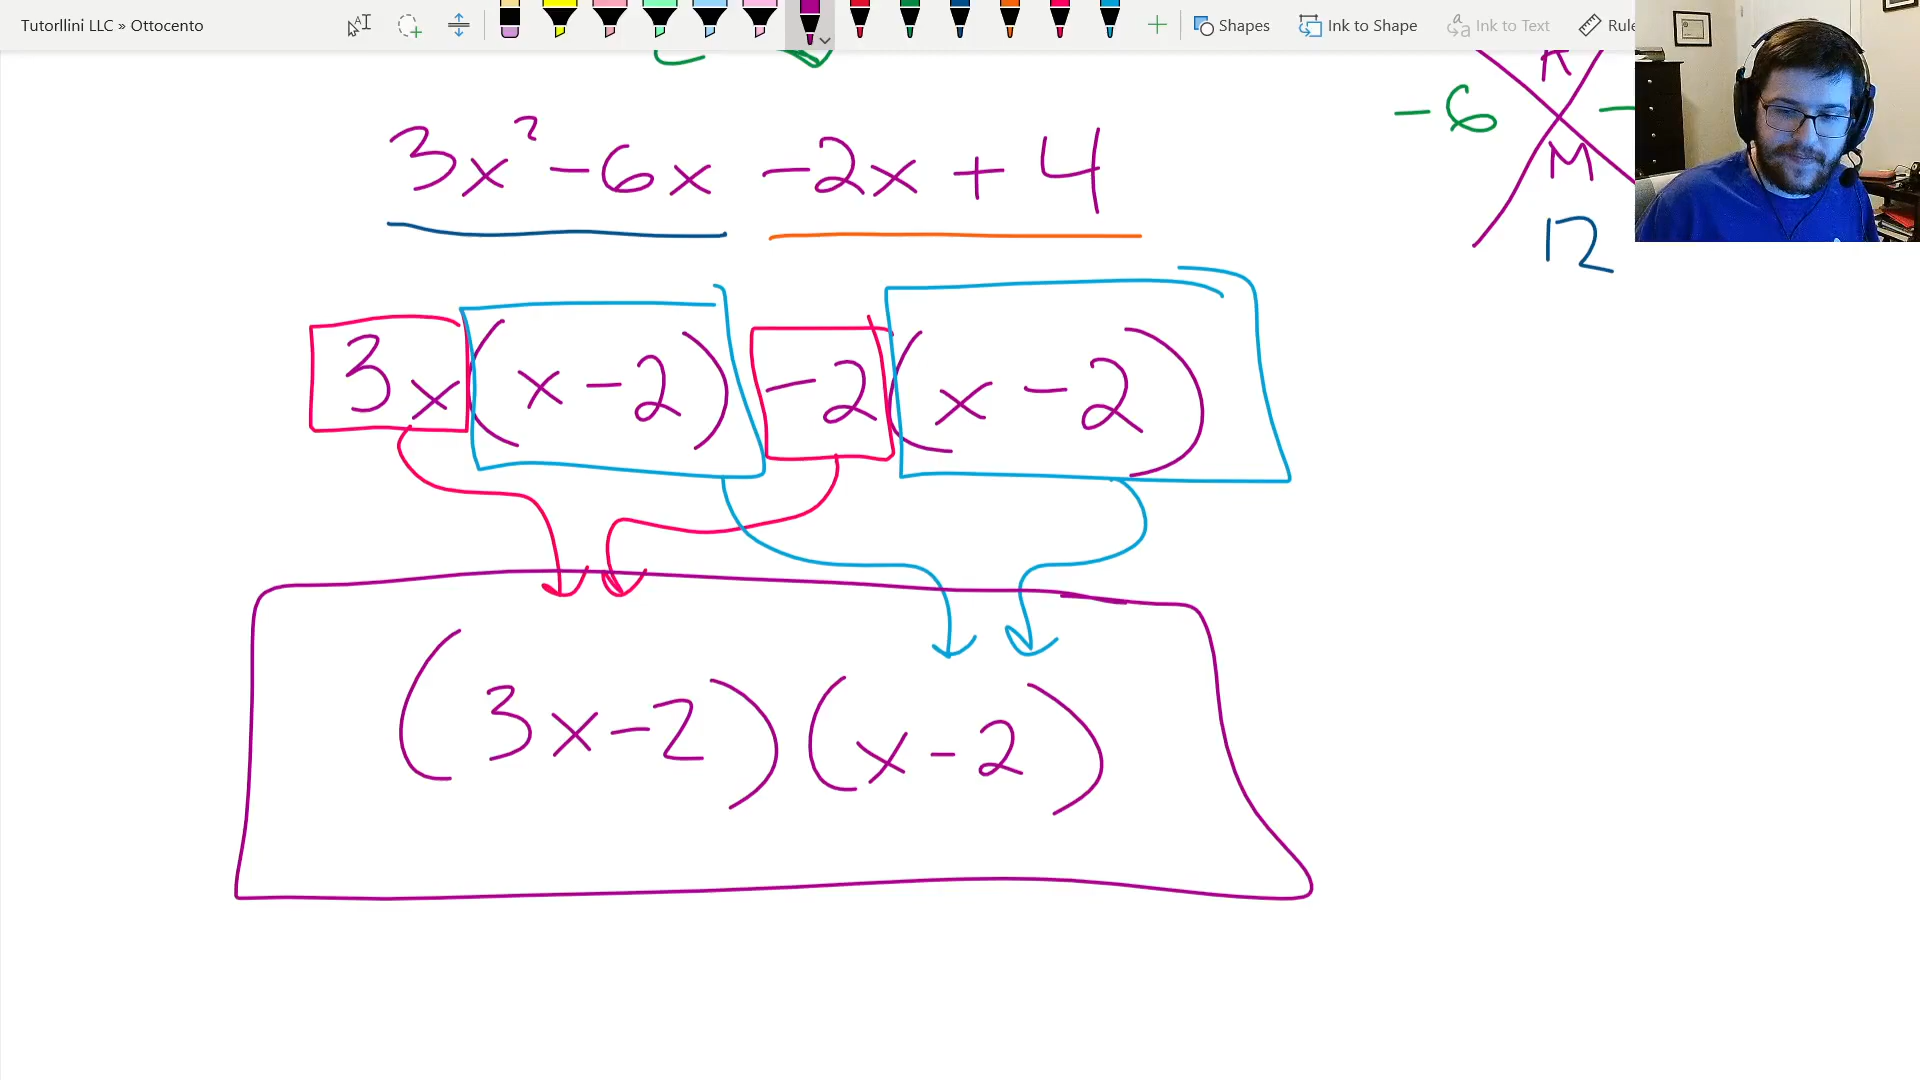 Tutorllini LLC » Ottocento
Shapes
Ink to Shape
Ink to Text
3x² - 6x - 2x + 4
3x(x - 2) - 2(x - 2)
(3x - 2)(x - 2)
A
-6 -
M
12